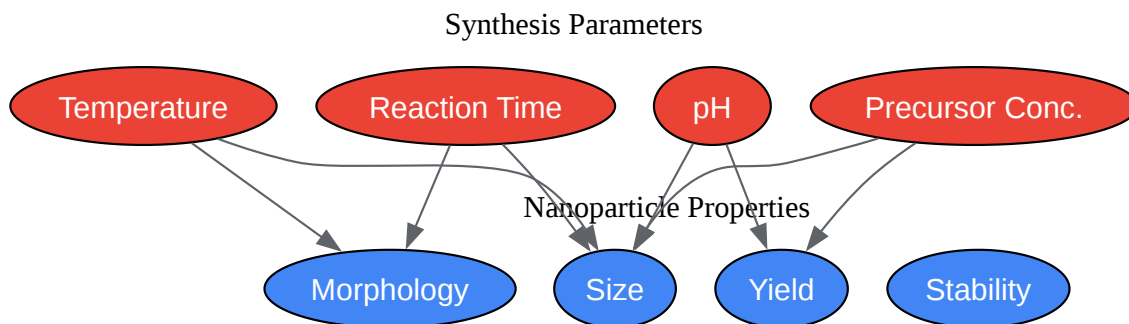 Synthesis Parameters
Temperature
Reaction Time
pH
Precursor Conc.
Nanoparticle Properties
Morphology
Size
Yield
Stability